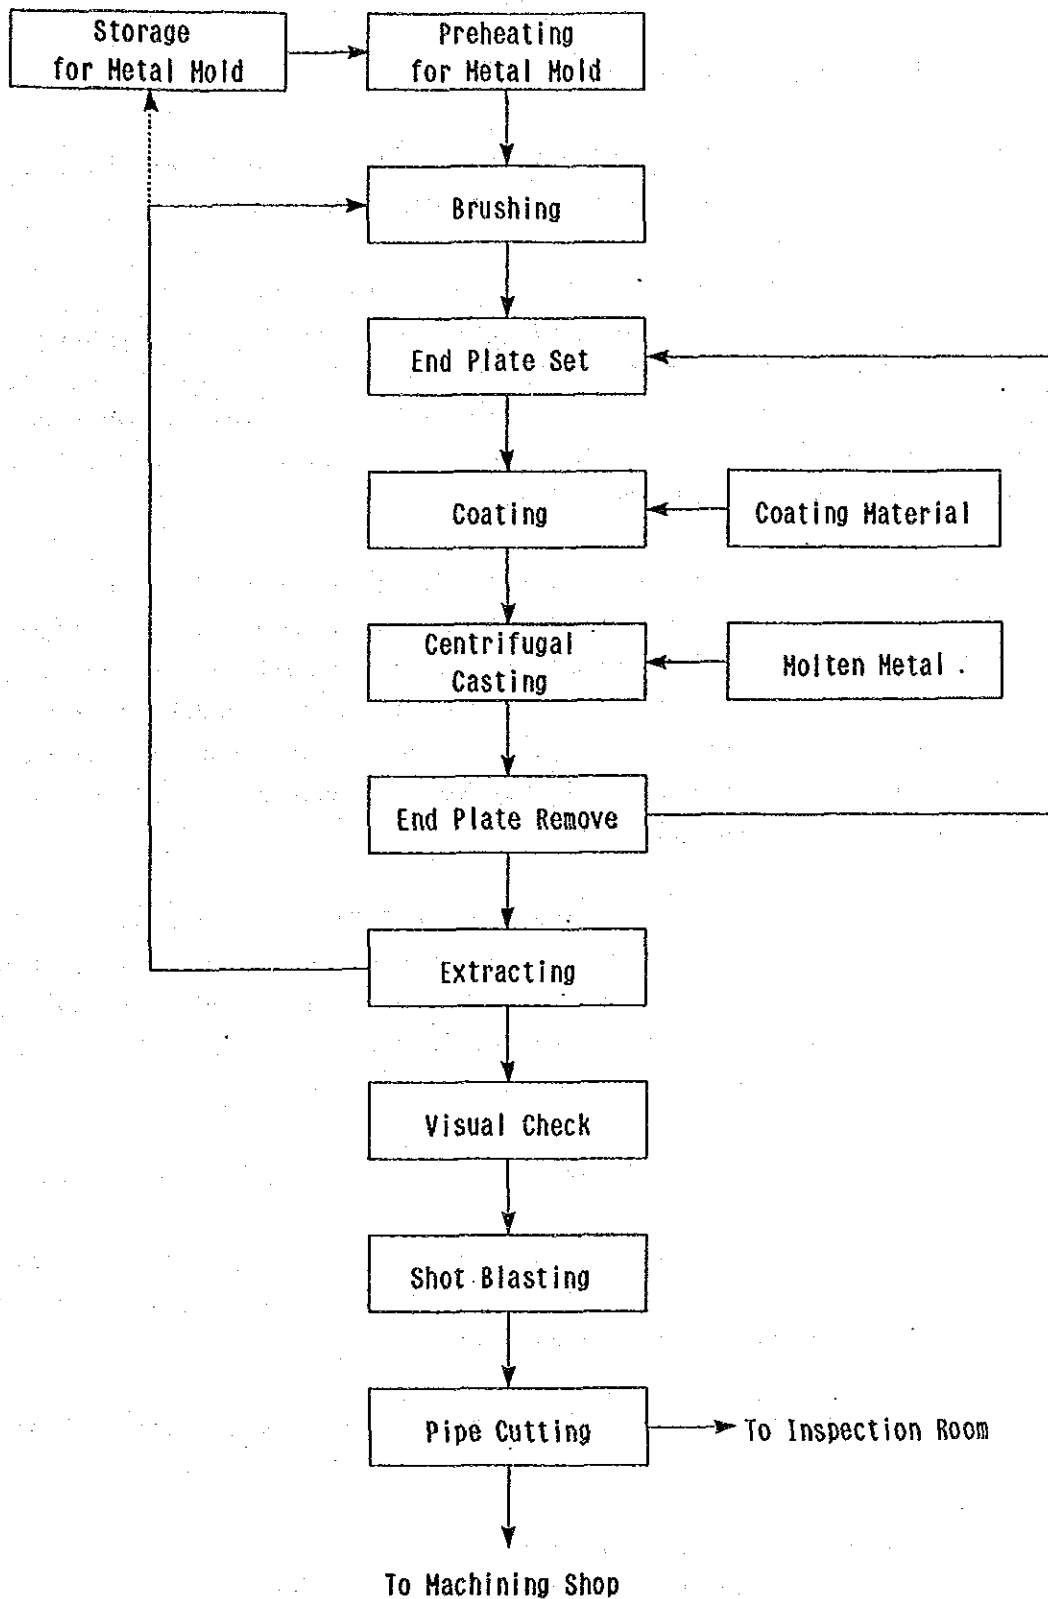 Storage
for Metal Mold
Preheating
for Metal Mold
Brushing
End Plate Set
Coating
Coating Material
Centrifugal
Casting
Molten Metal
End Plate Remove
Extracting
Visual Check
Shot Blasting
Pipe Cutting
To Inspection Room
To Machining Shop